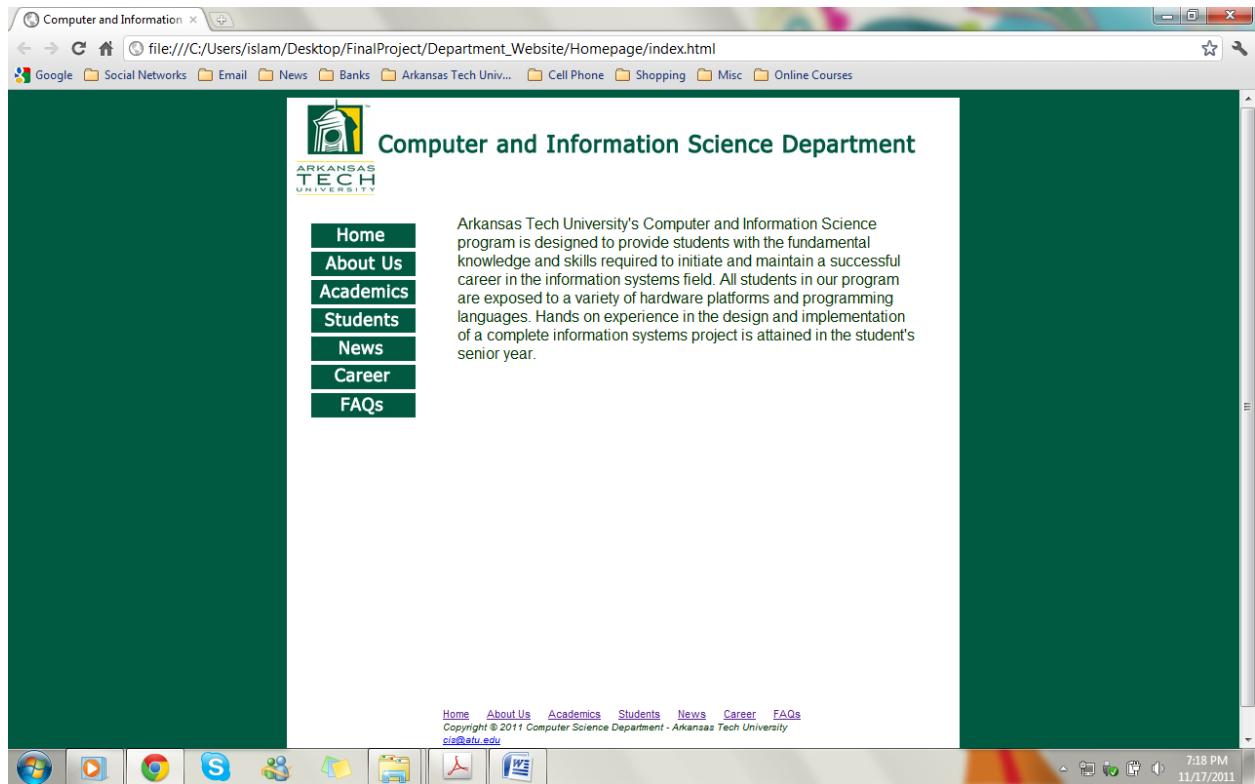 Computer and Information
file:///C:/Users/islam/Desktop/FinalProject/Department_Website/Homepage/index.html
Google Social Networks Email News Banks Arkansas Tech Univ... Cell Phone Shopping Misc Online Courses
ARKANSAS
TECH
UNIVERSITY
™
Computer and Information Science Department
Home
About Us
Academics
Students
News
Career
FAQs
Arkansas Tech University's Computer and Information Science
program is designed to provide students with the fundamental
knowledge and skills required to initiate and maintain a successful
career in the information systems field. All students in our program
are exposed to a variety of hardware platforms and programming
languages. Hands on experience in the design and implementation
of a complete information systems project is attained in the student's
senior year.
Home About Us Academics Students News Career FAQs
Copyright © 2011 Computer Science Department - Arkansas Tech University
cis@atu.edu
7:18 PM
11/17/2011